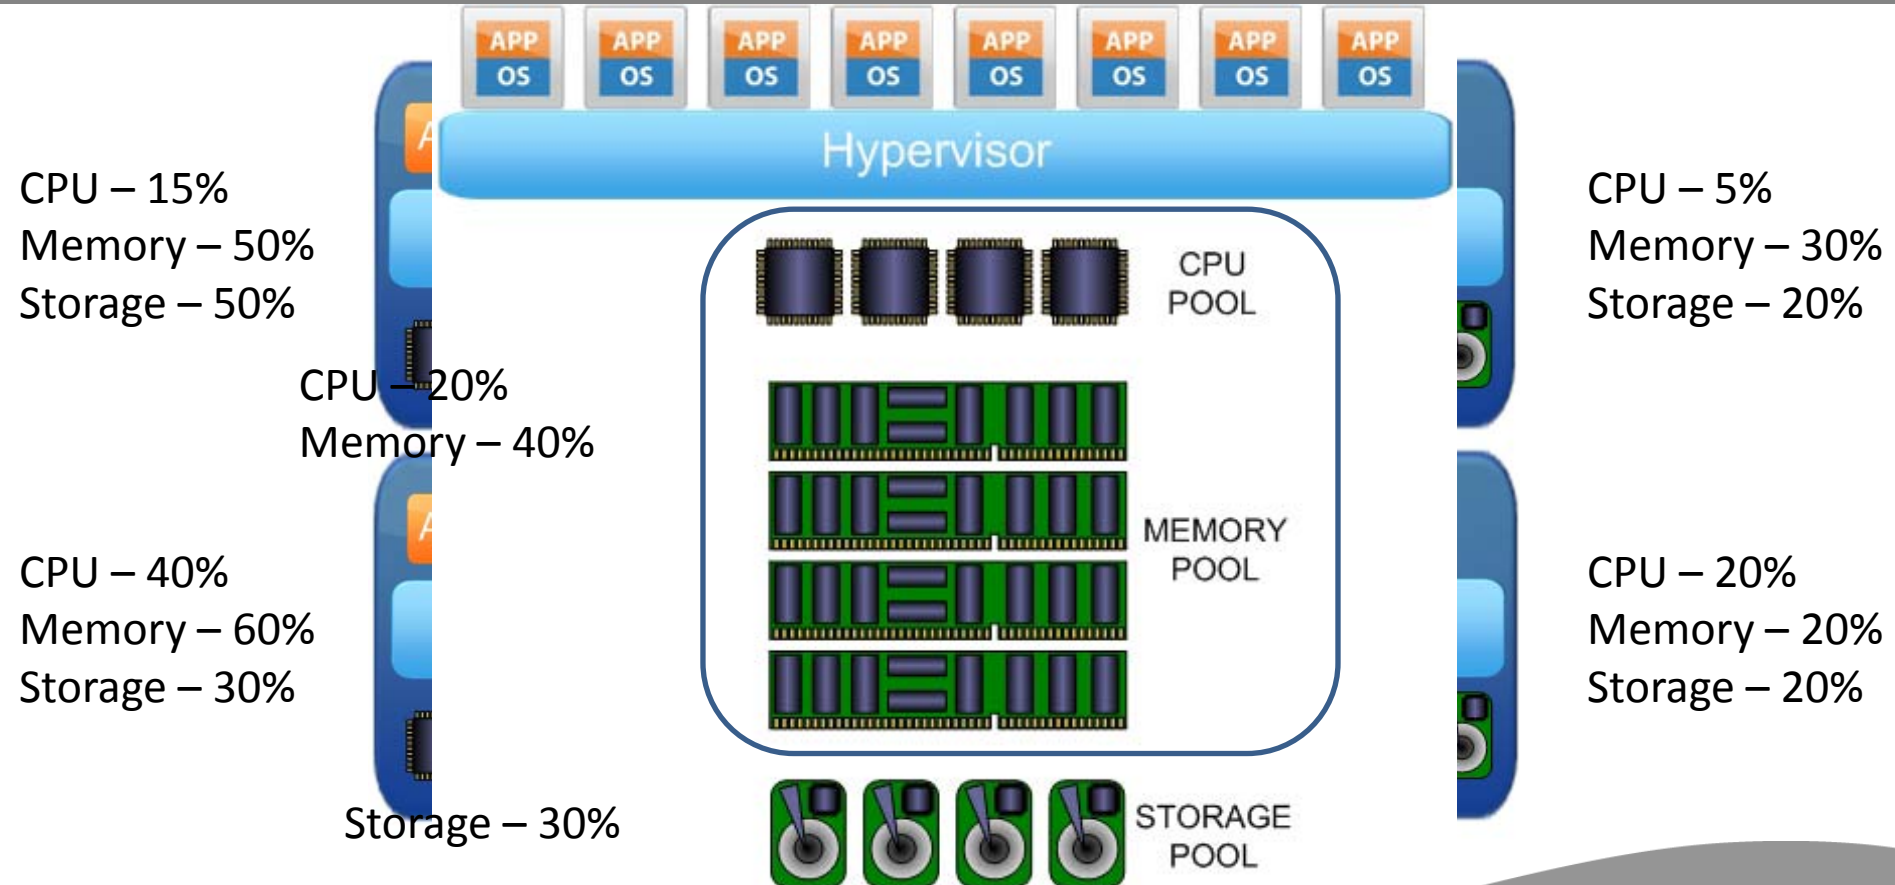 APP APP APP APP APP APP APP APP
OS OS OS OS OS OS OS OS
Hypervisor
CPU – 15%
Memory – 50%
Storage – 50%
CPU – 5%
Memory – 30%
Storage – 20%
CPU
POOL
CPU – 20%
Memory – 40%
MEMORY
POOL
CPU – 40%
Memory – 60%
Storage – 30%
CPU – 20%
Memory – 20%
Storage – 20%
Storage – 30%
STORAGE
POOL